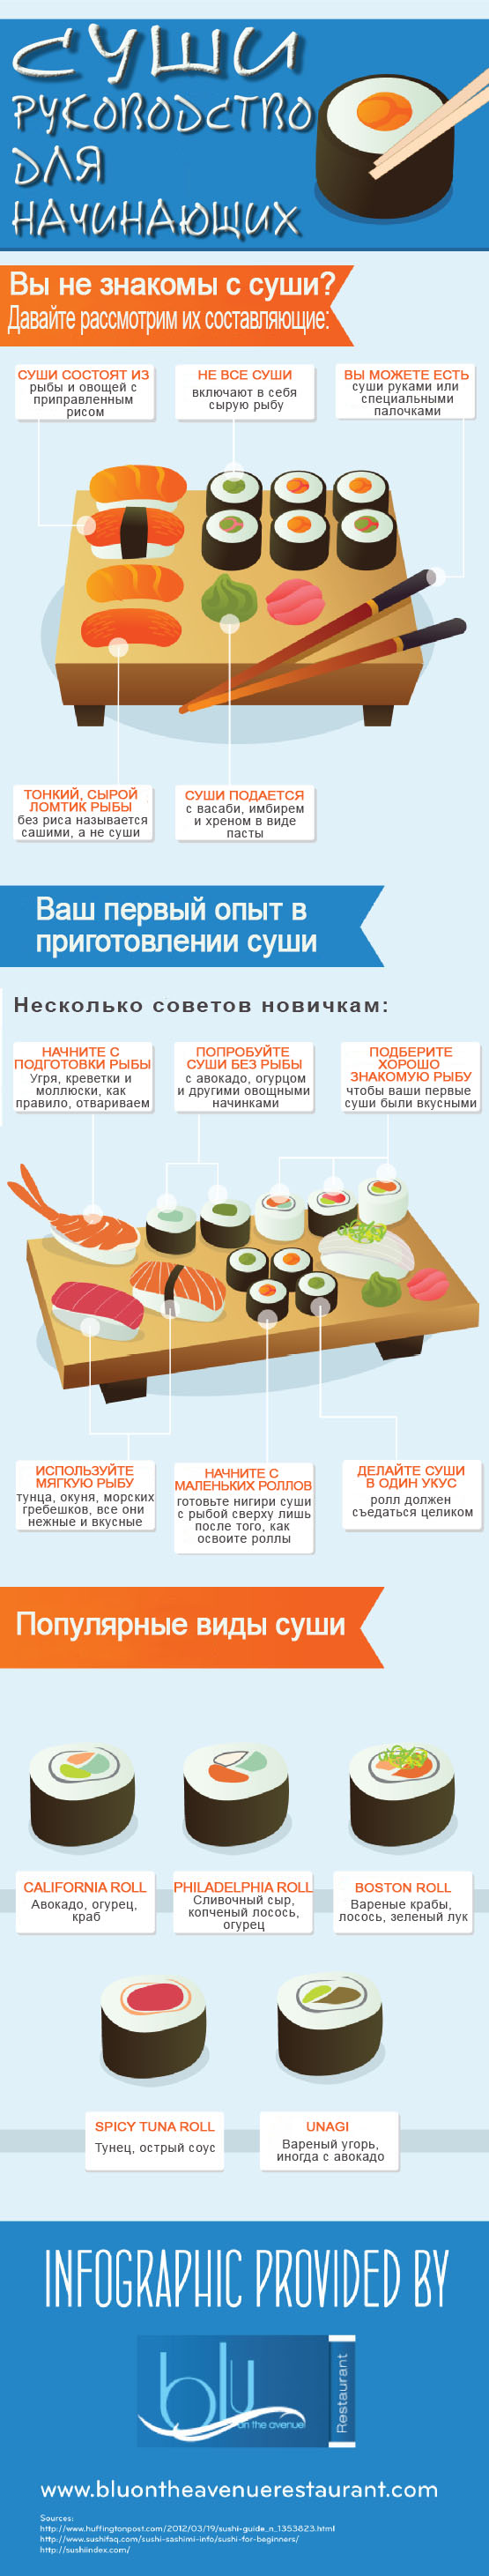 СУШИ
РУКОВОДСТВО
ДЛЯ
НАЧИНАЮЩИХ
Вы не знакомы с суши?
Давайте рассмотрим их составляющие:
СУШИ СОСТОЯТ ИЗ
рыбы и овощей с
приправленным
рисом
НЕ ВСЕ СУШИ
включают в себя
сырую рыбу
ВЫ МОЖЕТЕ ЕСТЬ
суши руками или
специальными
палочками
ТОНКИЙ, СЫРОЙ
ЛОМТИК РЫБЫ
без риса называется
сашими, а не суши
СУШИ ПОДАЕТСЯ
с васаби, имбирем
и хреном в виде
пасты
Ваш первый опыт в
приготовлении суши
Несколько советов новичкам:
НАЧНИТЕ С
ПОДГОТОВКИ РЫБЫ
Угря, креветки и
моллюски, как
правило, отвариваем
ПОПРОБУЙТЕ
СУШИ БЕЗ РЫБЫ
с авокадо, огурцом
и другими овощными
начинками
ПОДБЕРИТЕ
ХОРОШО
ЗНАКОМУЮ РЫБУ
чтобы ваши первые
суши были вкусными
ИСПОЛЬЗУЙТЕ
МЯГКУЮ РЫБУ
тунца, окуня, морских
гребешков, все они
нежные и вкусные
НАЧНИТЕ С
МАЛЕНЬКИХ РОЛЛОВ
готовьте нигири суши
с рыбой сверху лишь
после того, как
освоите роллы
ДЕЛАЙТЕ СУШИ
В ОДИН УКУС
ролл должен
съедаться целиком
Популярные виды суши
CALIFORNIA ROLL
Авокадо, огурец,
краб
PHILADELPHIA ROLL
Сливочный сыр,
копченый лосось,
огурец
BOSTON ROLL
Вареные крабы,
лосось, зеленый лук
SPICY TUNA ROLL
Тунец, острый соус
UNAGI
Вареный угорь,
иногда с авокадо
INFOGRAPHIC PROVIDED BY
blu
on the avenue
Restaurant
www.bluontheavenuerestaurant.com
Sources:
http://www.huffingtonpost.com/2012/03/19/sushi-guide_n_1353823.html
http://www.sushifaq.com/sushi-sashimi-info/sushi-for-beginners/
http://sushiindex.com/